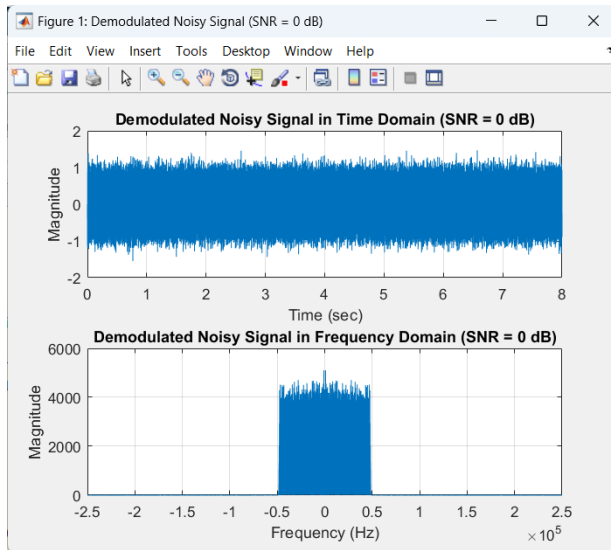 Figure 1: Demodulated Noisy Signal (SNR = 0 dB)
File Edit View Insert Tools Desktop Window Help
Demodulated Noisy Signal in Time Domain (SNR = 0 dB)
2
1
0
-1
-2
Magnitude
0 1 2 3 4 5 6 7 8
Time (sec)
Demodulated Noisy Signal in Frequency Domain (SNR = 0 dB)
6000
4000
2000
0
Magnitude
-2.5 -2 -1.5 -1 -0.5 0 0.5 1 1.5 2 2.5
Frequency (Hz)
×10⁵